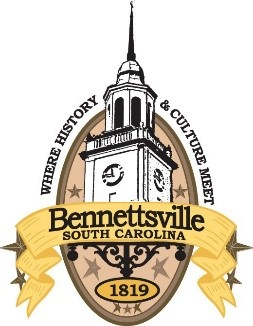 WHERE HISTORY
& CULTURE MEET
Bennettsville
SOUTH CAROLINA
1819